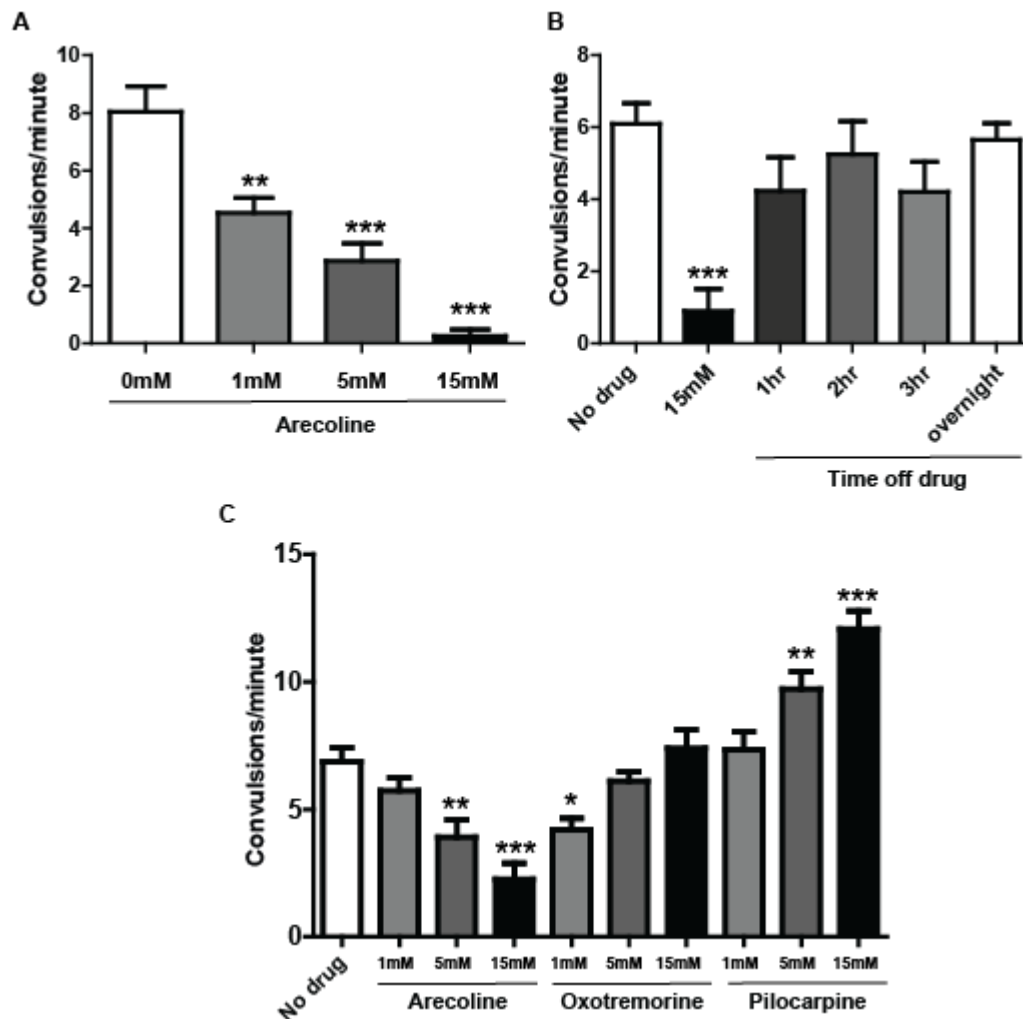 A
Convulsions/minute
10
8
6
4
2
0
**
***
***
0mM 1mM 5mM 15mM
Arecoline
B
Convulsions/minute
8
6
4
2
0
***
No drug 15mM 1hr 2hr 3hr overnight
Time off drug
C
Convulsions/minute
15
10
5
0
**
***
*
**
***
No drug 1mM 5mM 15mM 1mM 5mM 15mM 1mM 5mM 15mM
Arecoline Oxotremorine Pilocarpine